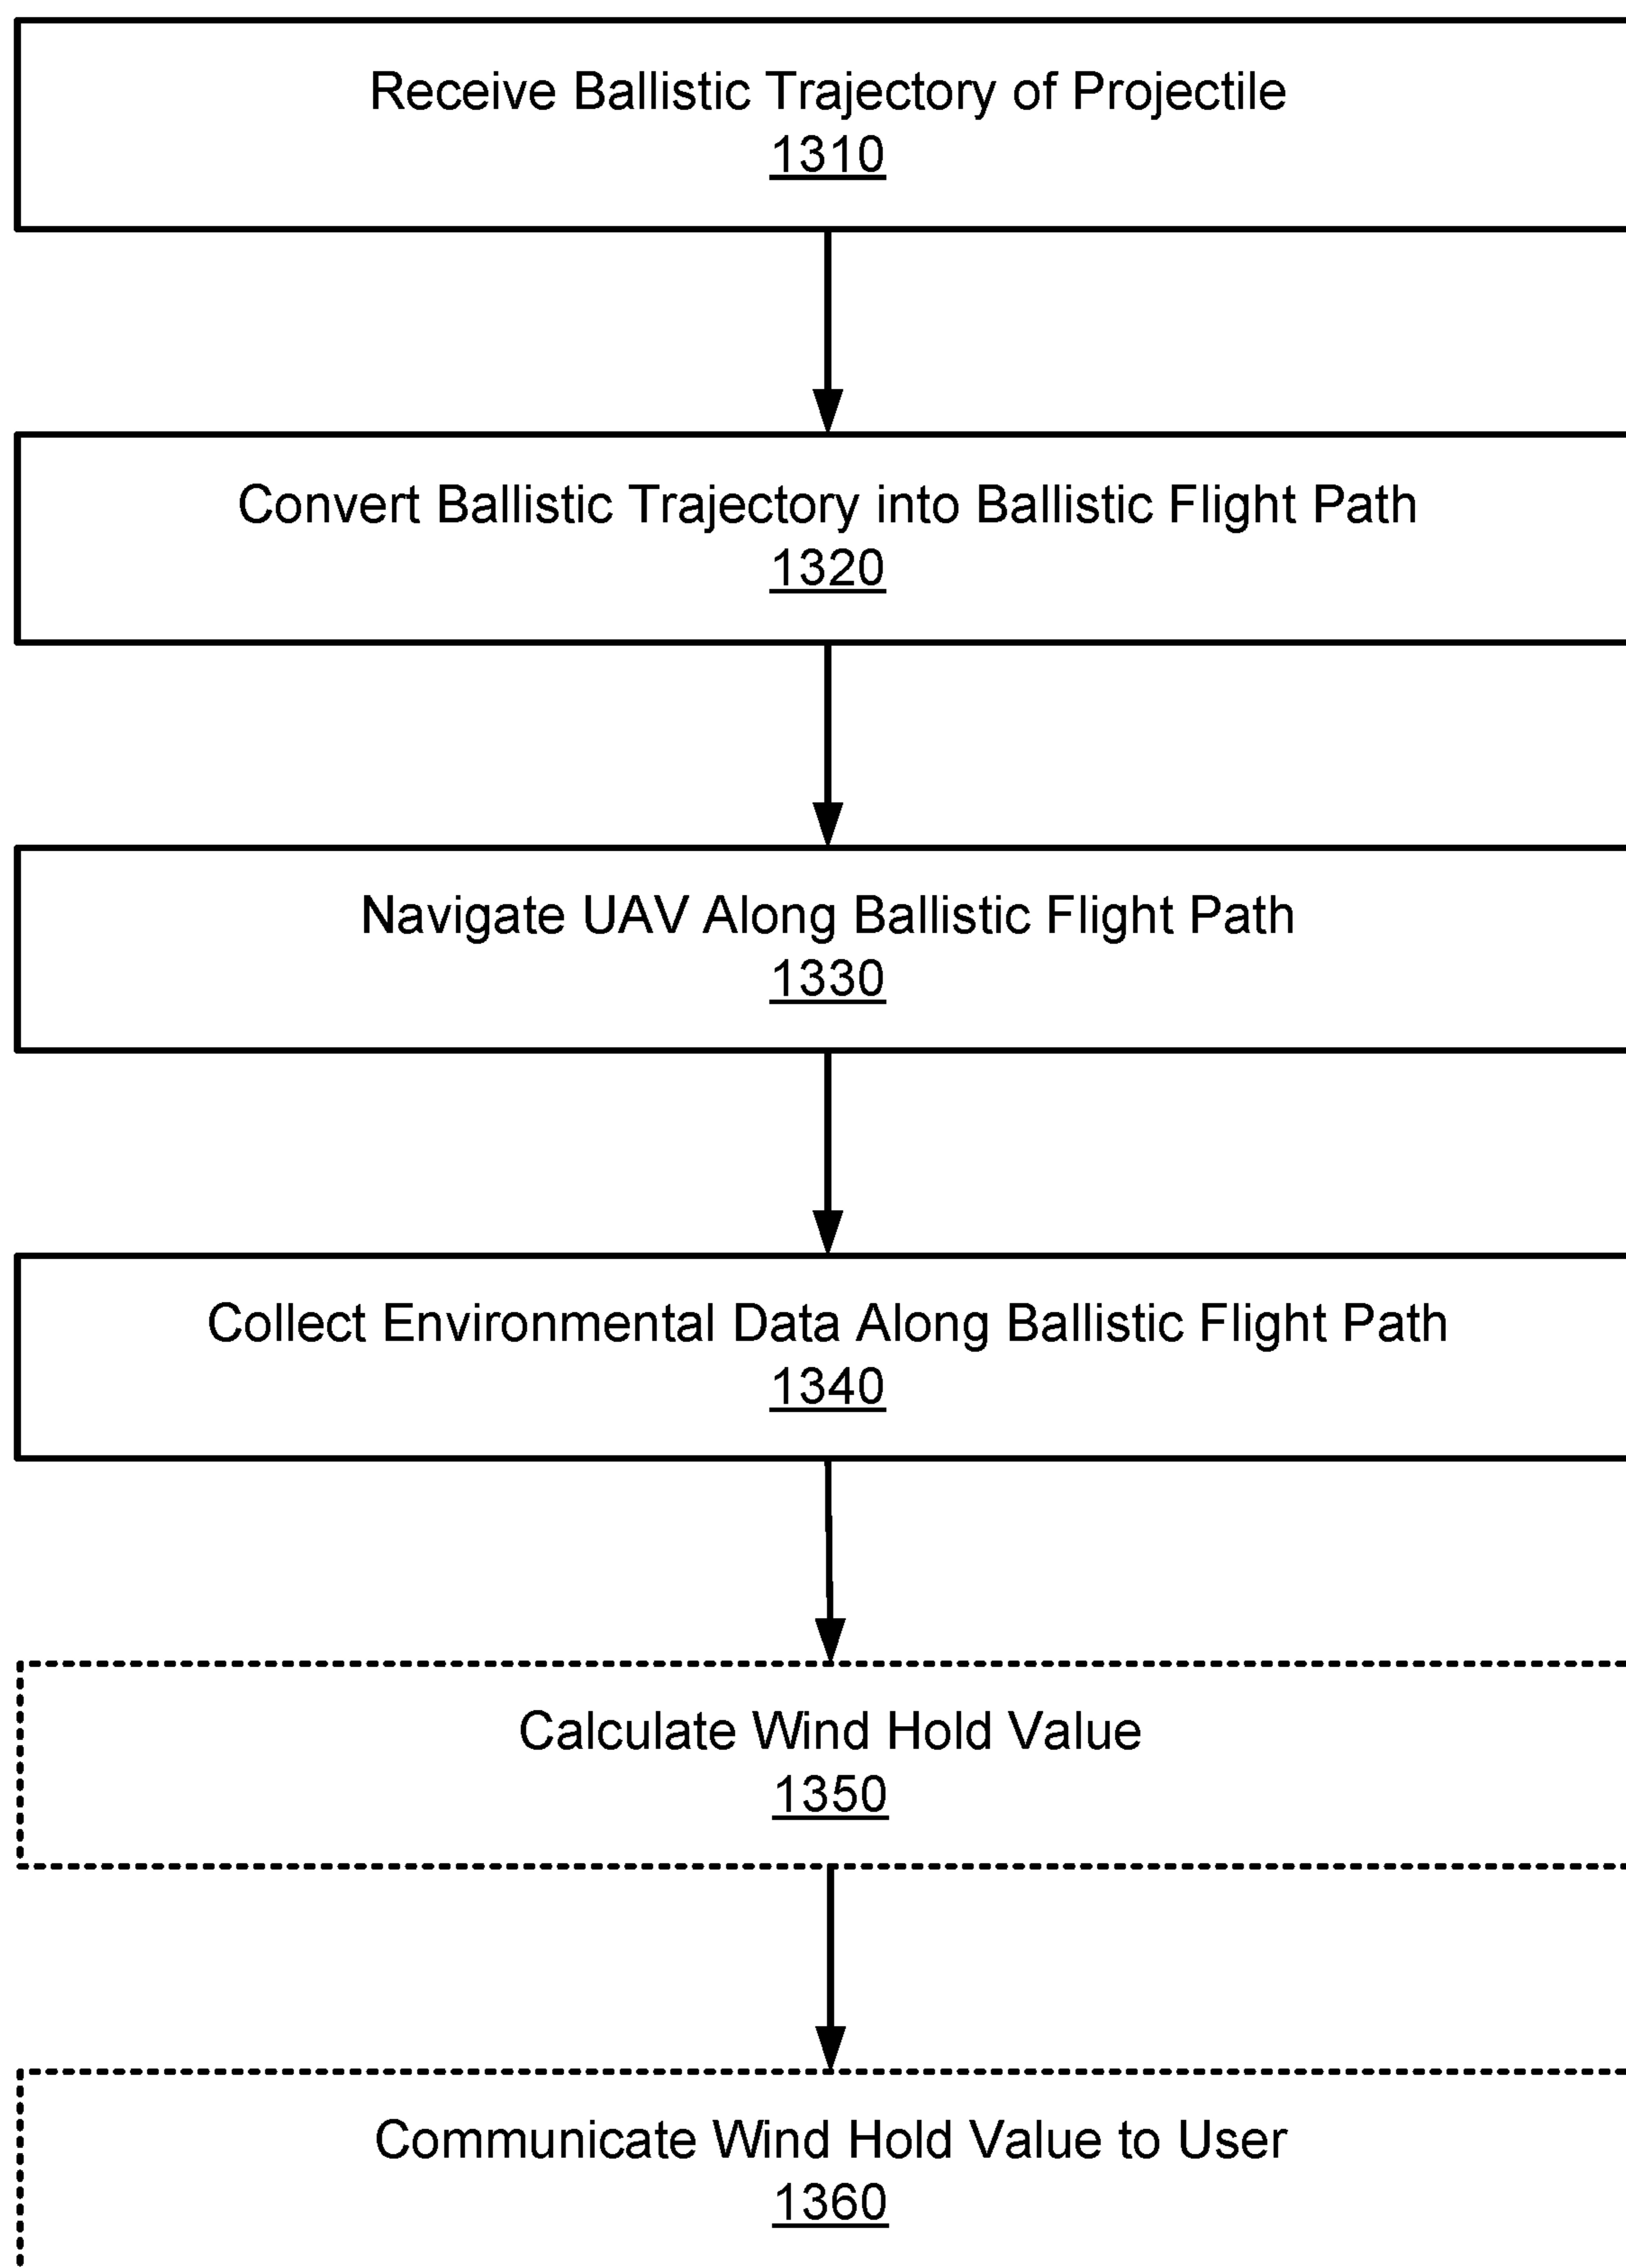 Receive Ballistic Trajectory of Projectile
1310
Convert Ballistic Trajectory into Ballistic Flight Path
1320
Navigate UAV Along Ballistic Flight Path
1330
Collect Environmental Data Along Ballistic Flight Path
1340
Calculate Wind Hold Value
1350
Communicate Wind Hold Value to User
1360